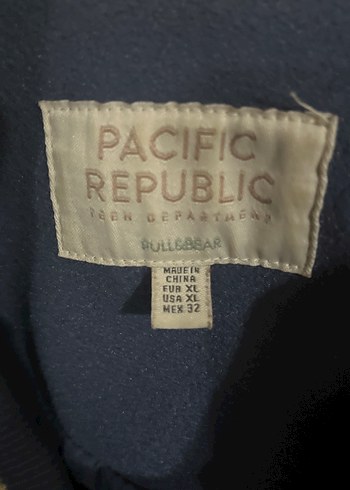 PACIFIC
REPUBLIC
TEEN DEPARTMENT
PULL&BEAR
MADE IN
CHINA
EUR XL
USA XL
MEX 32